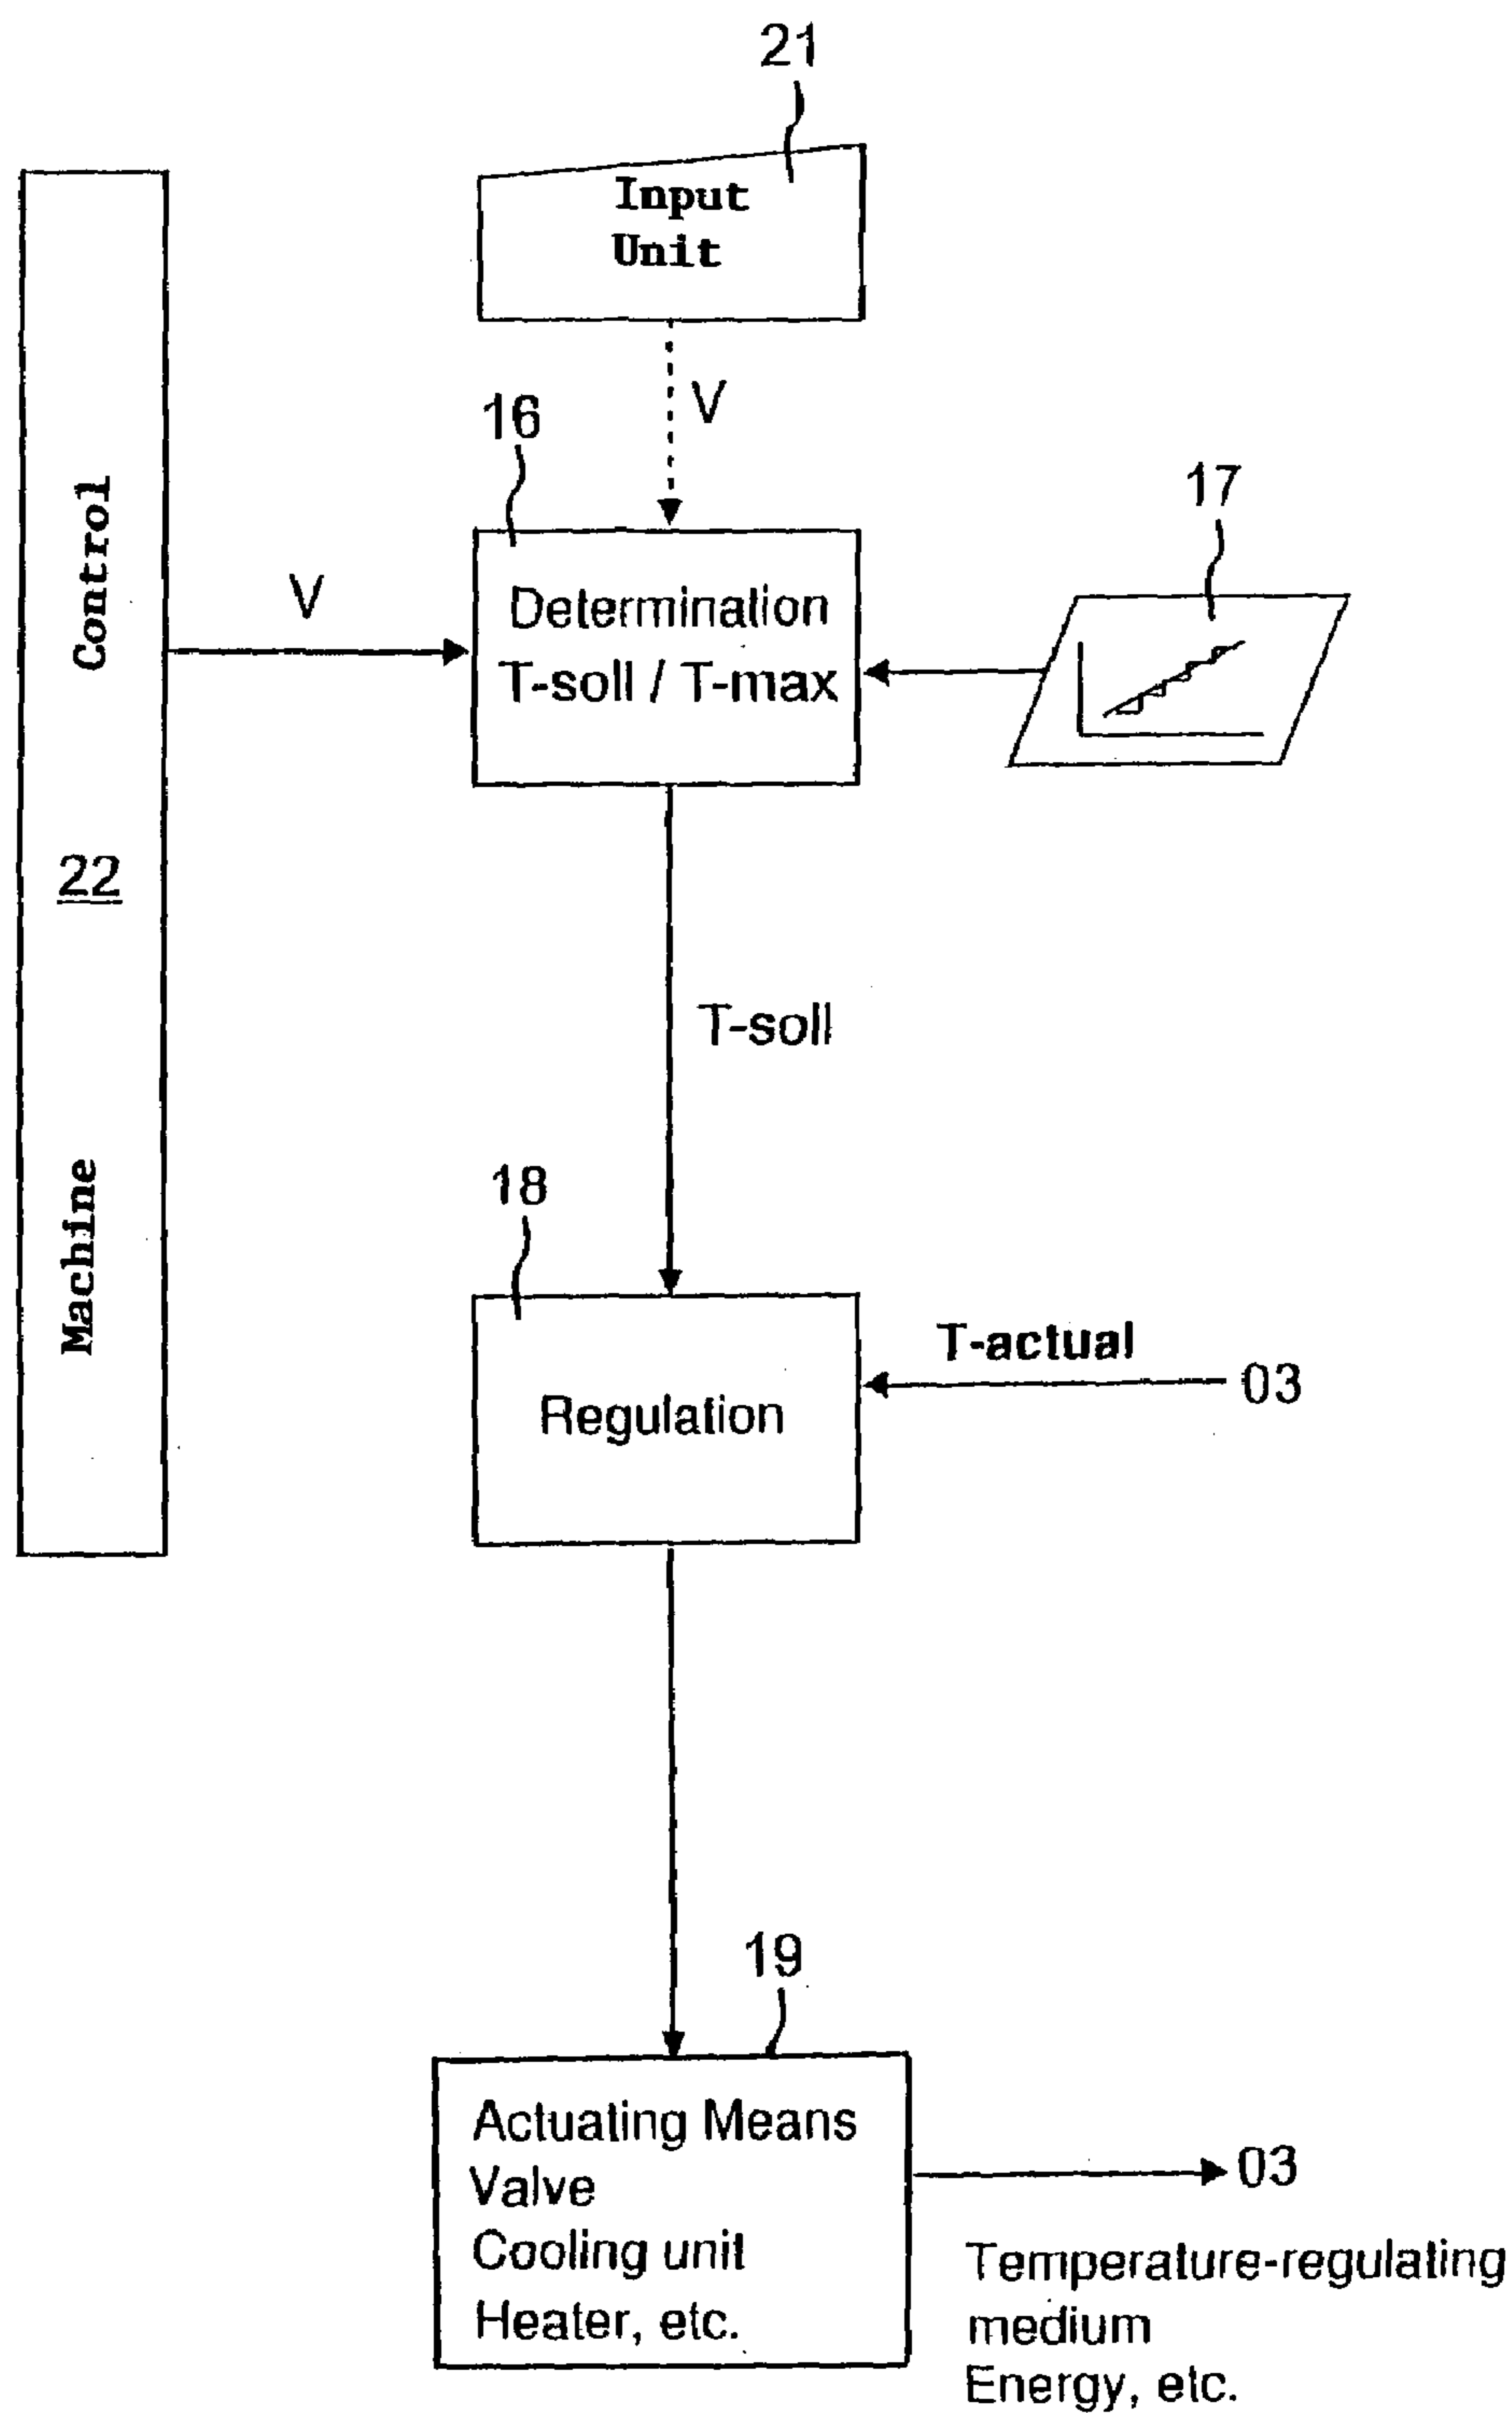 21
Input
Unit
V
16
17
Control
V
Determination
T-soll / T-max
22
T-soll
18
Machine
T-actual
03
Regulation
19
Actuating Means
Valve
Cooling unit
Heater, etc.
03
Temperature-regulating
medium
Energy, etc.